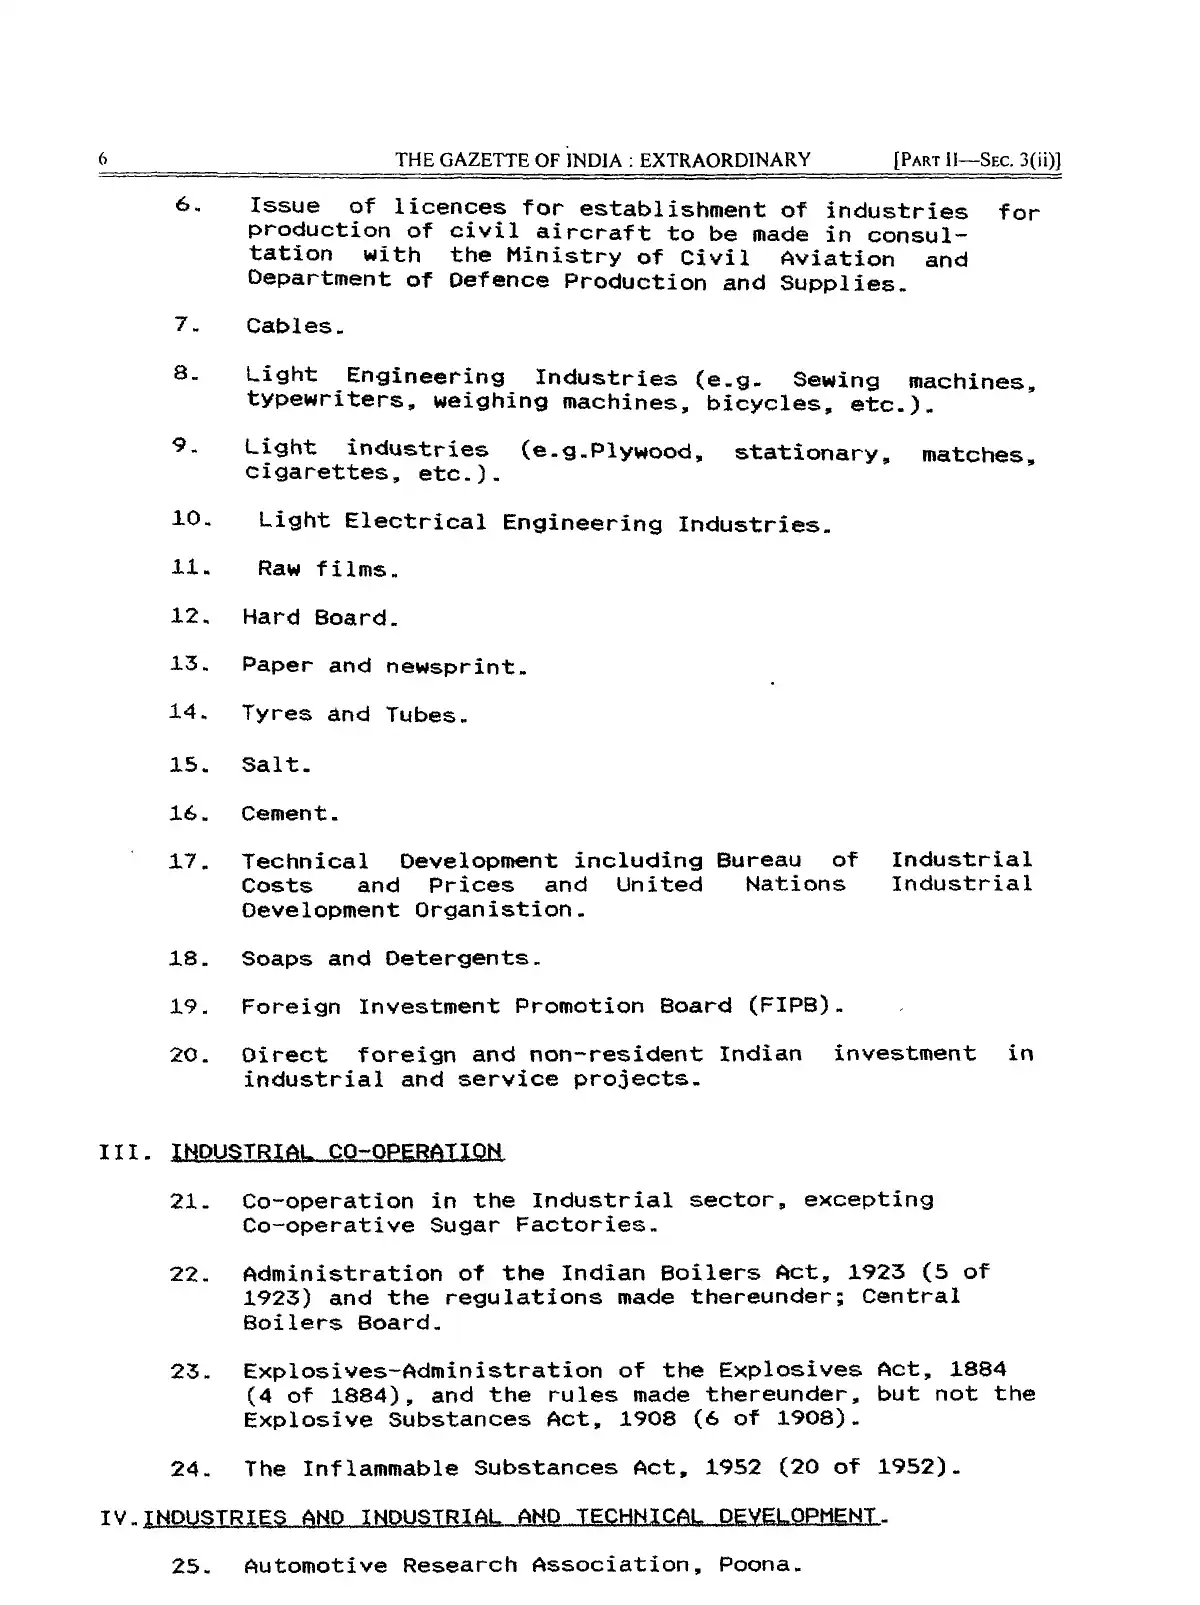 6 THE GAZETTE OF INDIA : EXTRAORDINARY [PART II—SEC. 3(ii)]
6. Issue of licences for establishment of industries for
production of civil aircraft to be made in consul-
tation with the Ministry of Civil Aviation and
Department of Defence Production and Supplies.
7. Cables.
8. Light Engineering Industries (e.g. Sewing machines,
typewriters, weighing machines, bicycles, etc.).
9. Light industries (e.g.Plywood, stationary, matches,
cigarettes, etc.).
10. Light Electrical Engineering Industries.
11. Raw films.
12. Hard Board.
13. Paper and newsprint.
14. Tyres and Tubes.
15. Salt.
16. Cement.
17. Technical Development including Bureau of Industrial
Costs and Prices and United Nations Industrial
Development Organistion.
18. Soaps and Detergents.
19. Foreign Investment Promotion Board (FIPB).
20. Direct foreign and non-resident Indian investment in
industrial and service projects.
III. INDUSTRIAL CO-OPERATION
21. Co-operation in the Industrial sector, excepting
Co-operative Sugar Factories.
22. Administration of the Indian Boilers Act, 1923 (5 of
1923) and the regulations made thereunder; Central
Boilers Board.
23. Explosives-Administration of the Explosives Act, 1884
(4 of 1884), and the rules made thereunder, but not the
Explosive Substances Act, 1908 (6 of 1908).
24. The Inflammable Substances Act, 1952 (20 of 1952).
IV. INDUSTRIES AND INDUSTRIAL AND TECHNICAL DEVELOPMENT.
25. Automotive Research Association, Poona.